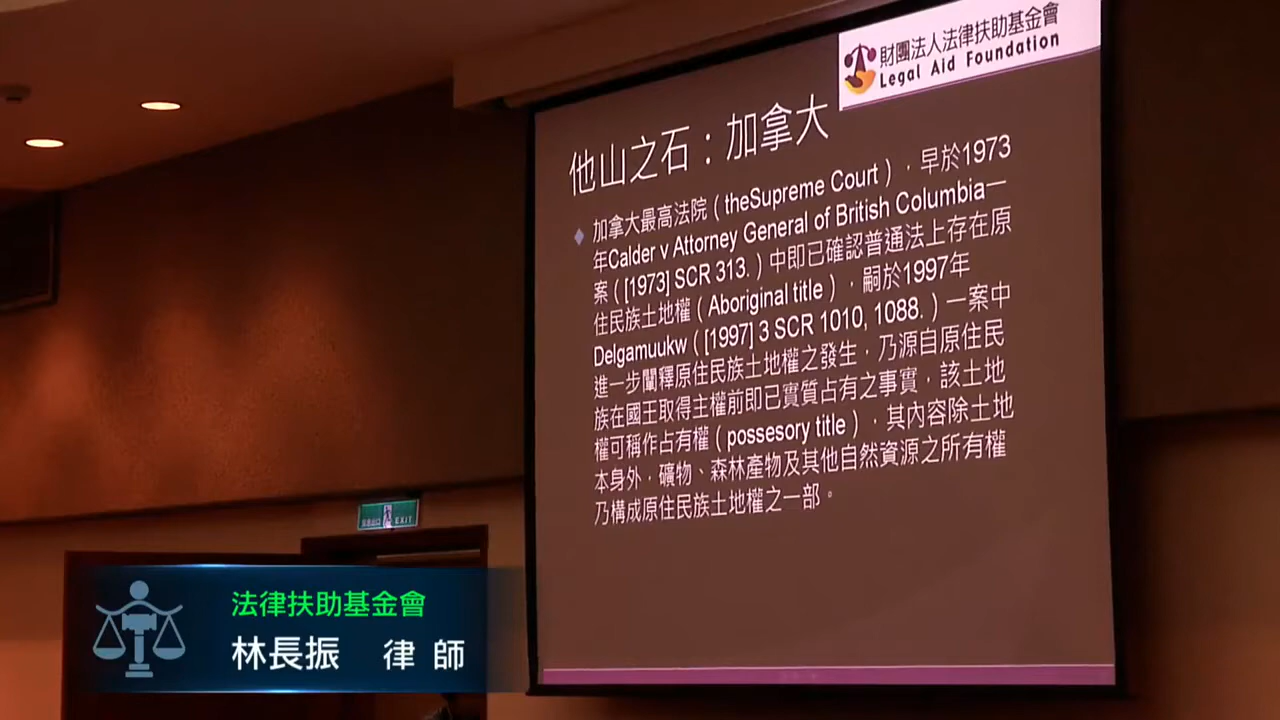 財團法人法律扶助基金會
Legal Aid Foundation
他山之石：加拿大
加拿大最高法院（theSupreme Court），早於1973
年Calder v Attorney General of British Columbia一
案（[1973] SCR 313.）中即已確認普通法上存在原
住民族土地權（Aboriginal title），嗣於1997年
Delgamuukw（[1997] 3 SCR 1010, 1088.）一案中
進一步闡釋原住民族土地權之發生，乃源自原住民
族在國王取得主權前即已實質占有之事實，該土地
權可稱作占有權（possesory title），其內容除土地
本身外，礦物、森林產物及其他自然資源之所有權
乃構成原住民族土地權之一部。
EXIT
法律扶助基金會
林長振 律師